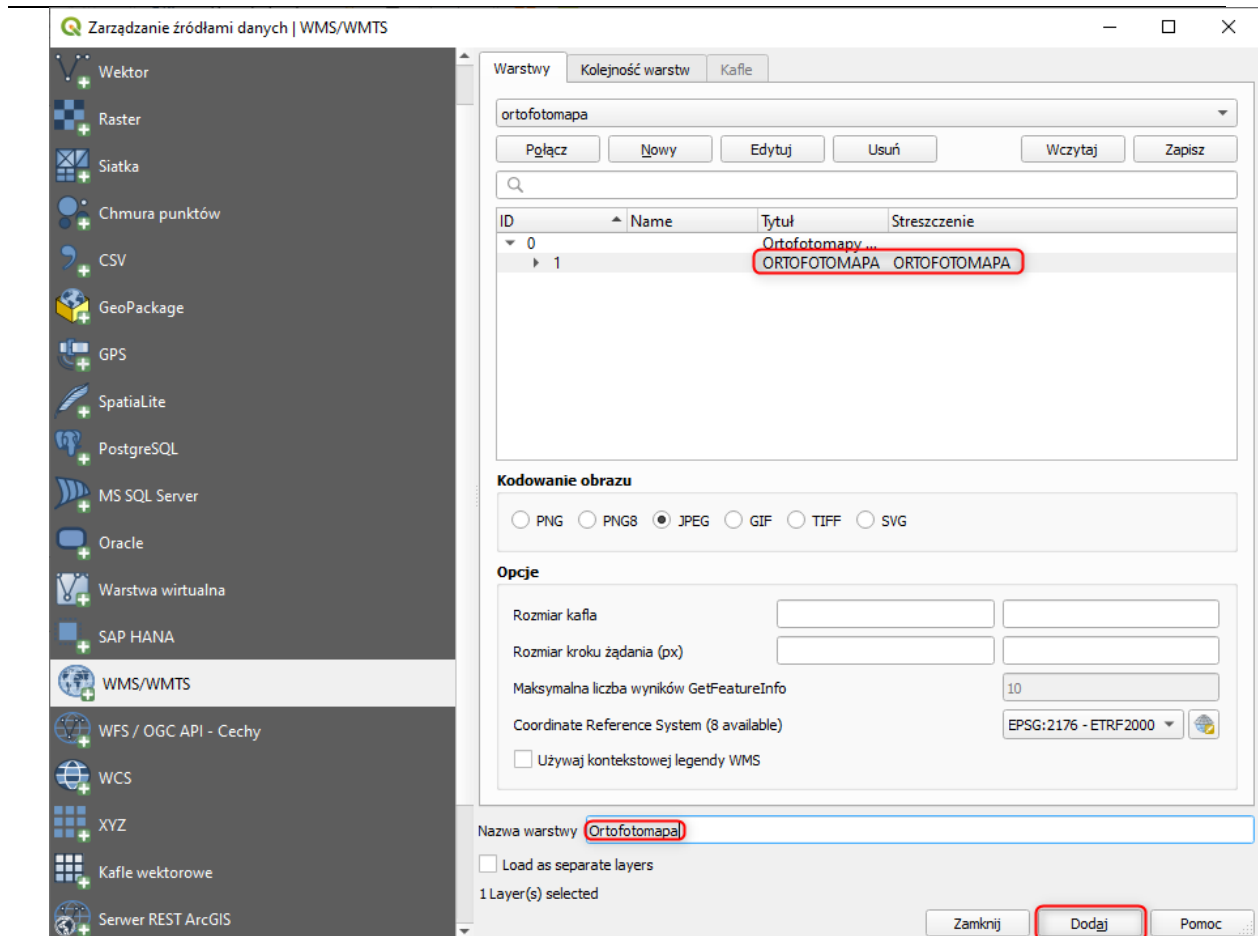 Zarządzanie źródłami danych | WMS/WMTS
Wektor
Raster
Siatka
Chmura punktów
CSV
GeoPackage
GPS
SpatiaLite
PostgreSQL
MS SQL Server
Oracle
Warstwa wirtualna
SAP HANA
WMS/WMTS
WFS / OGC API - Cechy
WCS
XYZ
Kafle wektorowe
Serwer REST ArcGIS
Warstwy Kolejność warstw Kafle
ortofotomapa
Połącz Nowy Edytuj Usuń Wczytaj Zapisz
ID Name Tytuł Streszczenie
0 Ortofotomapy ...
1 ORTOFOTOMAPA ORTOFOTOMAPA
Kodowanie obrazu
PNG PNG8 JPEG GIF TIFF SVG
Opcje
Rozmiar kafla
Rozmiar kroku żądania (px)
Maksymalna liczba wyników GetFeatureInfo 10
Coordinate Reference System (8 available) EPSG:2176 - ETRF2000
Używaj kontekstowej legendy WMS
Nazwa warstwy Ortofotomapa
Load as separate layers
1 Layer(s) selected
Zamknij Dodaj Pomoc